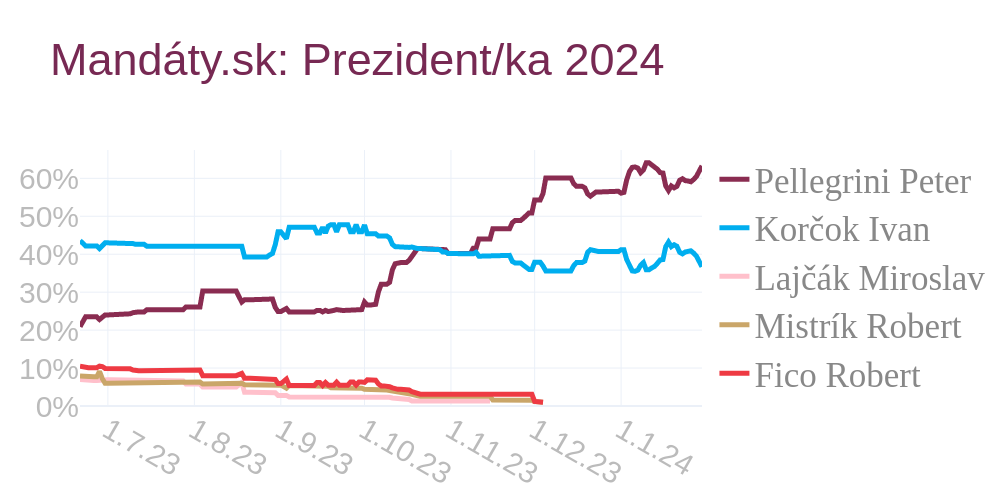 Mandáty.sk: Prezident/ka 2024
60%
50%
40%
30%
20%
10%
0%
1.7.23
1.8.23
1.9.23
1.10.23
1.11.23
1.12.23
1.1.24
Pellegrini Peter
Korčok Ivan
Lajčák Miroslav
Mistrík Robert
Fico Robert